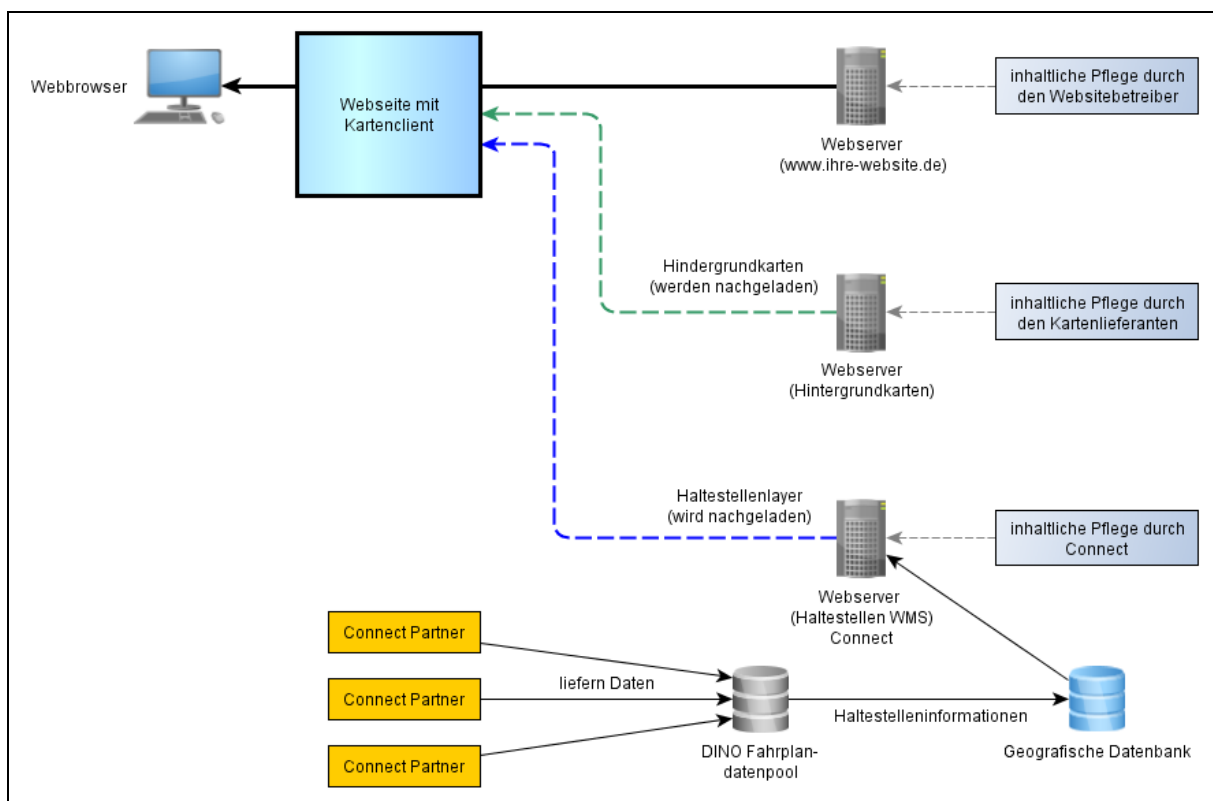 Webbrowser
Webseite mit
Kartenclient
Webserver
(www.ihre-website.de)
inhaltliche Pflege durch
den Websitebetreiber
Hindergrundkarten
(werden nachgeladen)
Webserver
(Hintergrundkarten)
inhaltliche Pflege durch
den Kartenlieferanten
Haltestellenlayer
(wird nachgeladen)
Webserver
(Haltestellen WMS)
Connect
inhaltliche Pflege durch
Connect
Connect Partner
Connect Partner
Connect Partner
liefern Daten
DINO Fahrplan-
datenpool
Haltestelleninformationen
Geografische Datenbank